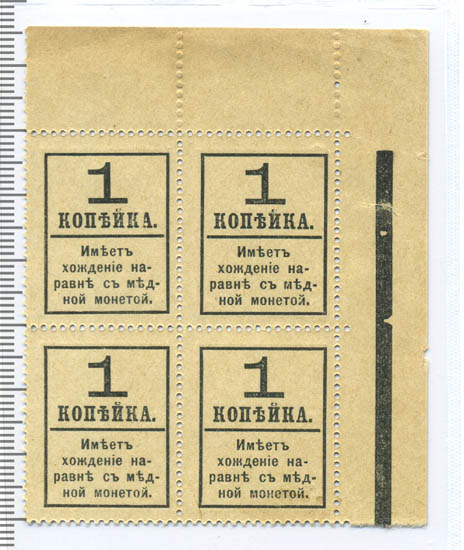 1
КОПѢЙКА.
Имѣетъ
хожденіе на-
равнѣ съ мѣд-
ной монетой.
1
КОПѢЙКА.
Имѣетъ
хожденіе на-
равнѣ съ мѣд-
ной монетой.
1
КОПѢЙКА.
Имѣетъ
хожденіе на-
равнѣ съ мѣд-
ной монетой.
1
КОПѢЙКА.
Имѣетъ
хожденіе на-
равнѣ съ мѣд-
ной монетой.